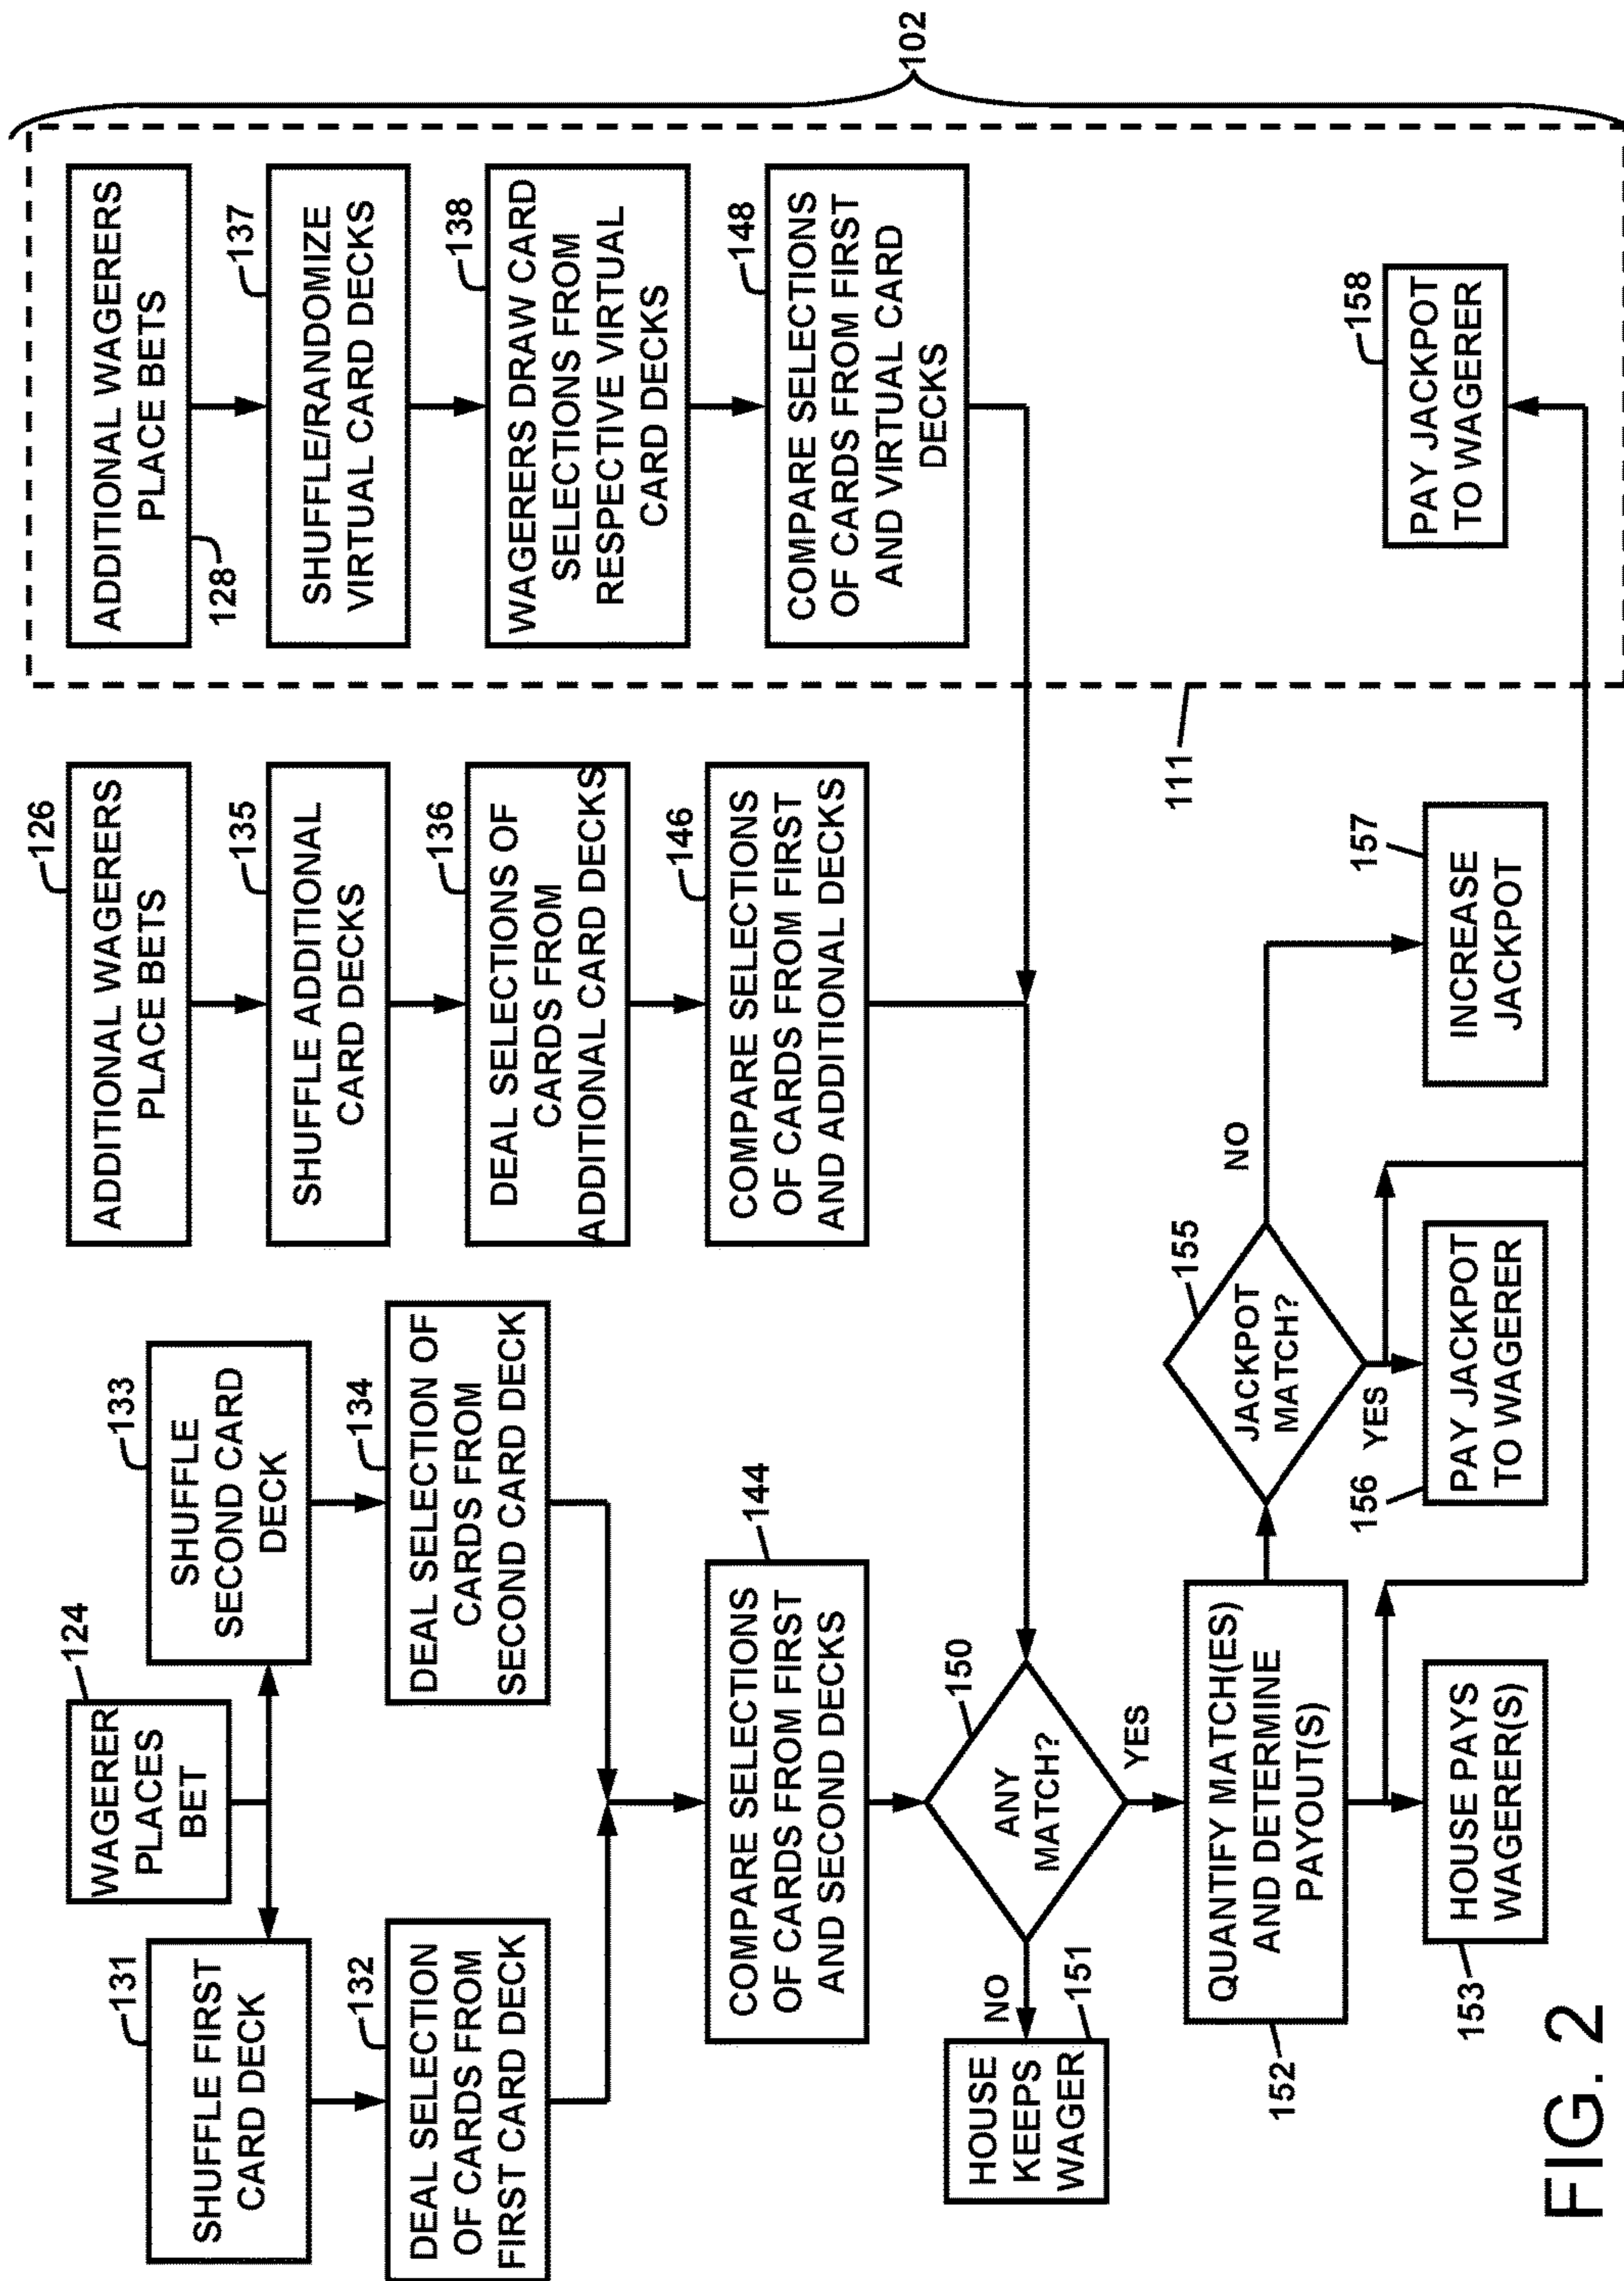 102
WAGERER
PLACES
BET
124
SHUFFLE FIRST
CARD DECK
131
SHUFFLE
SECOND CARD
DECK
133
DEAL SELECTION
OF CARDS FROM
FIRST CARD DECK
132
DEAL SELECTION OF
CARDS FROM
SECOND CARD DECK
134
COMPARE SELECTIONS
OF CARDS FROM FIRST
AND SECOND DECKS
144
ADDITIONAL WAGERERS
PLACE BETS
126
SHUFFLE ADDITIONAL
CARD DECKS
135
DEAL SELECTIONS OF
CARDS FROM
ADDITIONAL CARD DECKS
136
COMPARE SELECTIONS
OF CARDS FROM FIRST
AND ADDITIONAL DECKS
146
ADDITIONAL WAGERERS
PLACE BETS
128
SHUFFLE/RANDOMIZE
VIRTUAL CARD DECKS
137
WAGERERS DRAW CARD
SELECTIONS FROM
RESPECTIVE VIRTUAL
CARD DECKS
138
COMPARE SELECTIONS
OF CARDS FROM FIRST
AND VIRTUAL CARD
DECKS
148
ANY
MATCH?
150
NO
HOUSE
KEEPS
WAGER
151
YES
QUANTIFY MATCH(ES)
AND DETERMINE
PAYOUT(S)
152
HOUSE PAYS
WAGERER(S)
153
JACKPOT
MATCH?
155
YES
PAY JACKPOT
TO WAGERER
156
NO
INCREASE
JACKPOT
157
111
PAY JACKPOT
TO WAGERER
158
FIG. 2